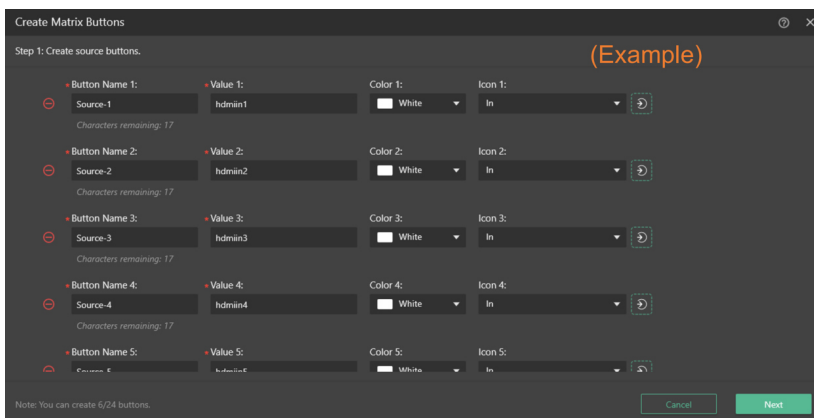 Create Matrix Buttons
Step 1: Create source buttons.
(Example)
* Button Name 1: * Value 1: Color 1: Icon 1:
Source-1 hdmiin1 White In
Characters remaining: 17
* Button Name 2: * Value 2: Color 2: Icon 2:
Source-2 hdmiin2 White In
Characters remaining: 17
* Button Name 3: * Value 3: Color 3: Icon 3:
Source-3 hdmiin3 White In
Characters remaining: 17
* Button Name 4: * Value 4: Color 4: Icon 4:
Source-4 hdmiin4 White In
Characters remaining: 17
* Button Name 5: * Value 5: Color 5: Icon 5:
Source-5 hdmiin5 White In
Note: You can create 6/24 buttons.
Cancel Next